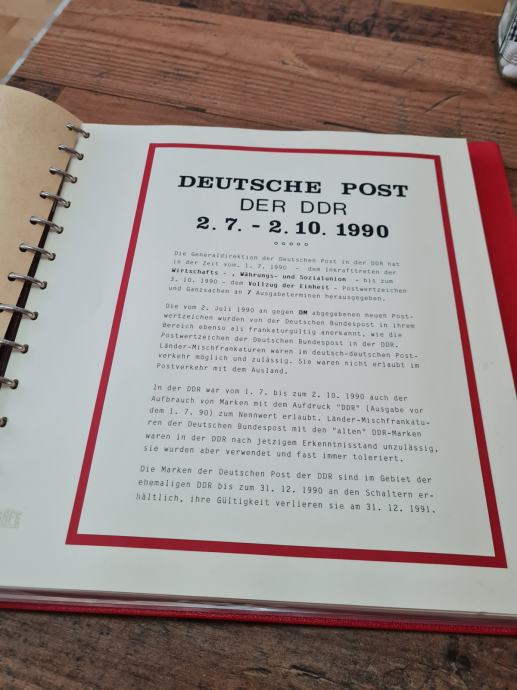 DEUTSCHE POST
DER DDR
2. 7. - 2. 10. 1990
Die Generaldirektion der Deutschen Post in der DDR hat
in der Zeit vom. 1. 7. 1990 - dem Inkrafttreten der
Wirtschafts - , Währungs- und Sozialunion - bis zum
3. 10. 1990 - dem Vollzug der Einheit - Postwertzeichen
und Ganzsachen an 7 Ausgabeterminen herausgegeben.
Die vom 2. Juli 1990 an gegen DM abgegebenen neuen Post-
wertzeichen wurden von der Deutschen Bundespost in ihrem
Bereich ebenso als frankaturgültig anerkannt, wie die
Postwertzeichen der Deutschen Bundespost in der DDR.
Länder-Mischfrankaturen waren im deutsch-deutschen Post-
verkehr möglich und zulässig. Sie waren nicht erlaubt im
Postverkehr mit dem Ausland.
In der DDR war vom 1. 7. bis zum 2. 10. 1990 auch der
Aufbrauch von Marken mit dem Aufdruck "DDR" (Ausgabe vor
dem 1. 7. 90) zum Nennwert erlaubt. Länder-Mischfrankatu-
ren der Deutschen Bundespost mit den "alten" DDR-Marken
waren in der DDR nach jetzigem Erkenntnisstand unzulässig,
sie wurden aber verwendet und fast immer toleriert.
Die Marken der Deutschen Post der DDR sind im Gebiet der
ehemaligen DDR bis zum 31. 12. 1990 an den Schaltern er-
hältlich, ihre Gültigkeit verlieren sie am 31. 12. 1991.